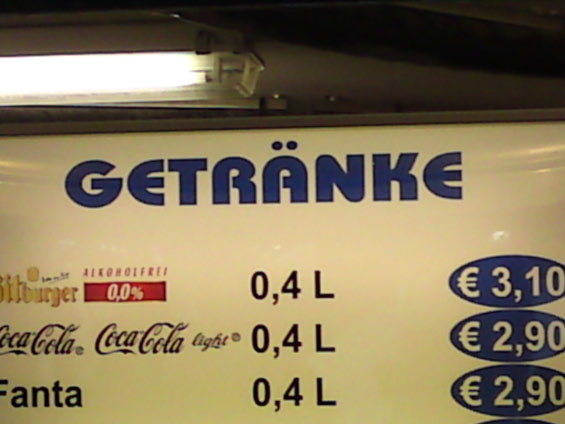 GETRÄNKE
Bitburger ALKOHOLFREI 0,0% 0,4 L € 3,10
Coca-Cola Coca-Cola light 0,4 L € 2,90
Fanta 0,4 L € 2,90